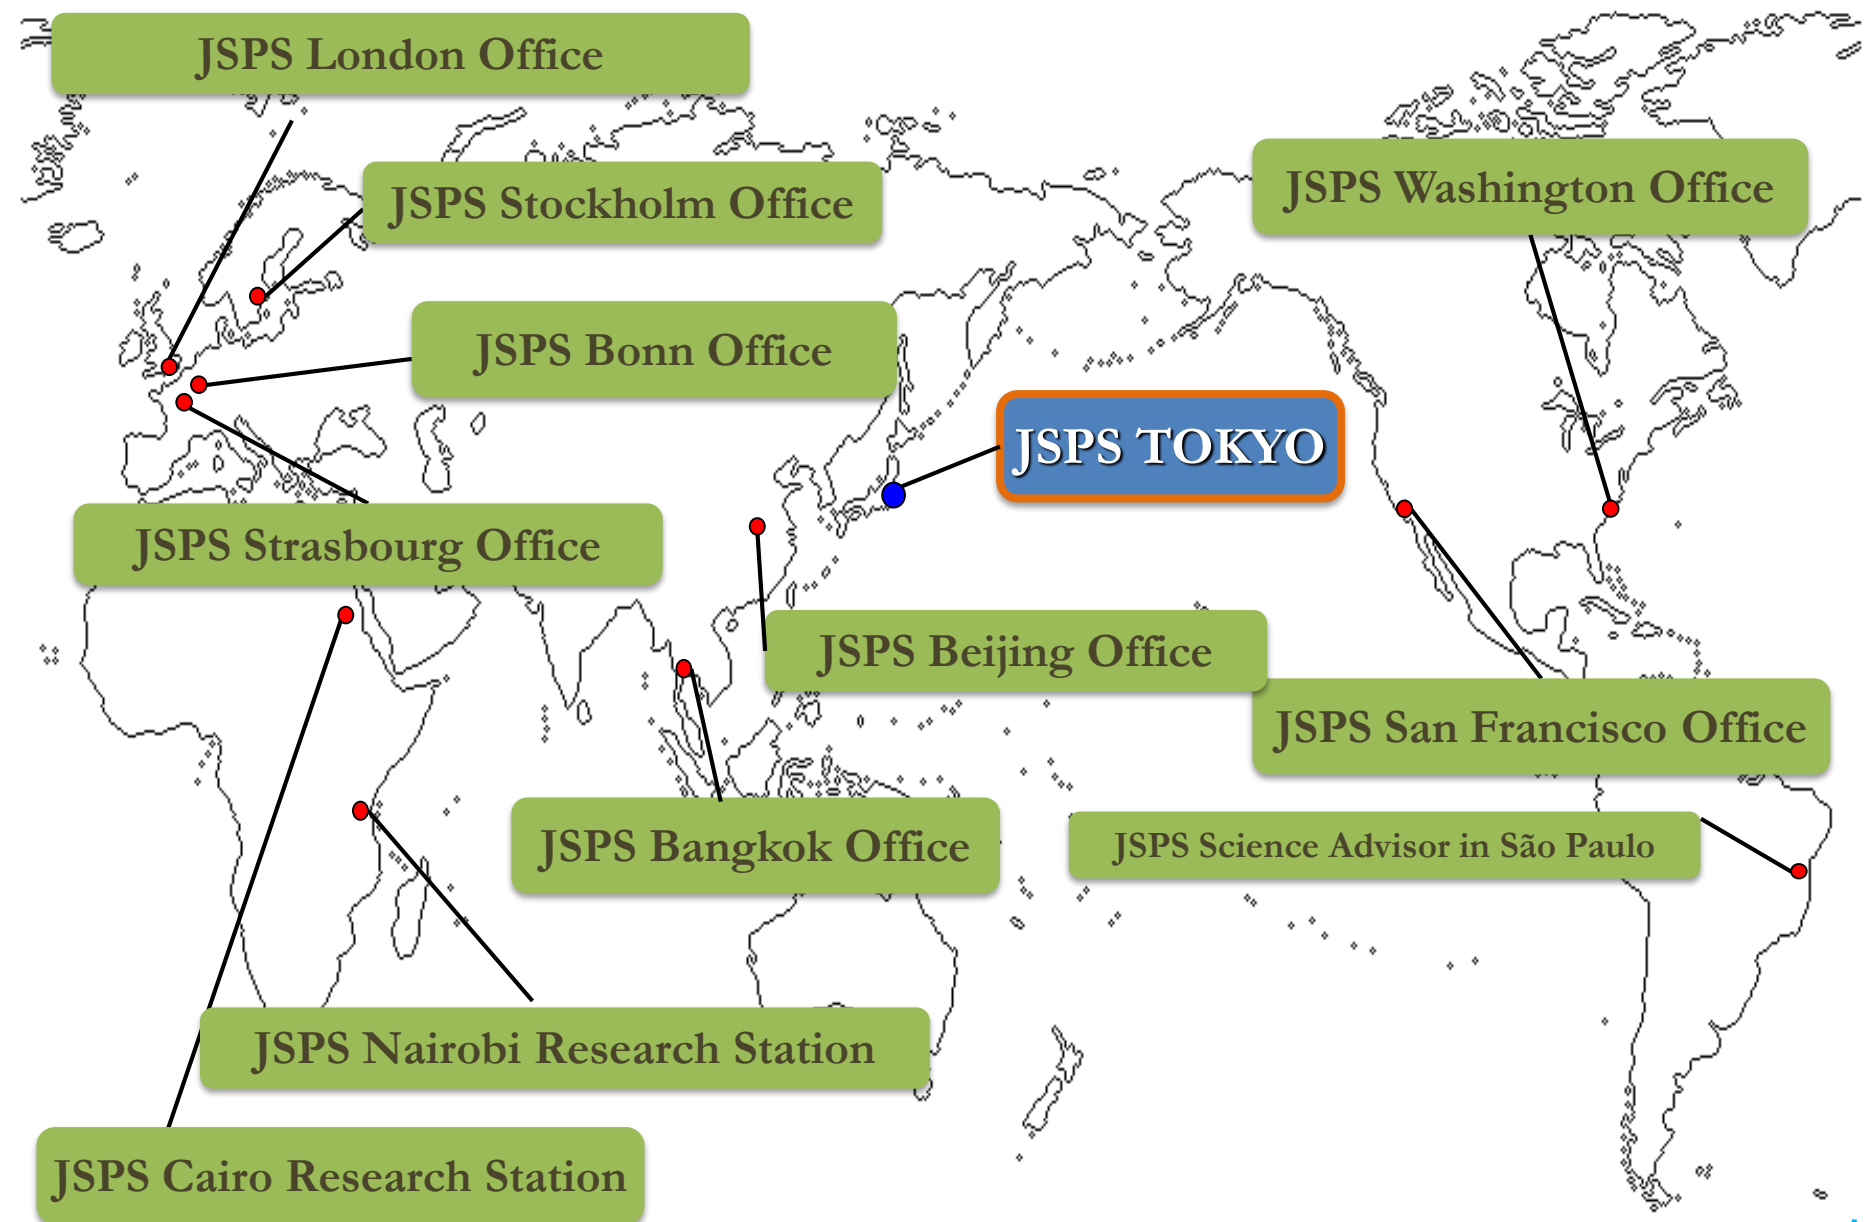 JSPS London Office
JSPS Stockholm Office
JSPS Washington Office
JSPS Bonn Office
JSPS TOKYO
JSPS Strasbourg Office
JSPS Beijing Office
JSPS San Francisco Office
JSPS Bangkok Office
JSPS Science Advisor in São Paulo
JSPS Nairobi Research Station
JSPS Cairo Research Station